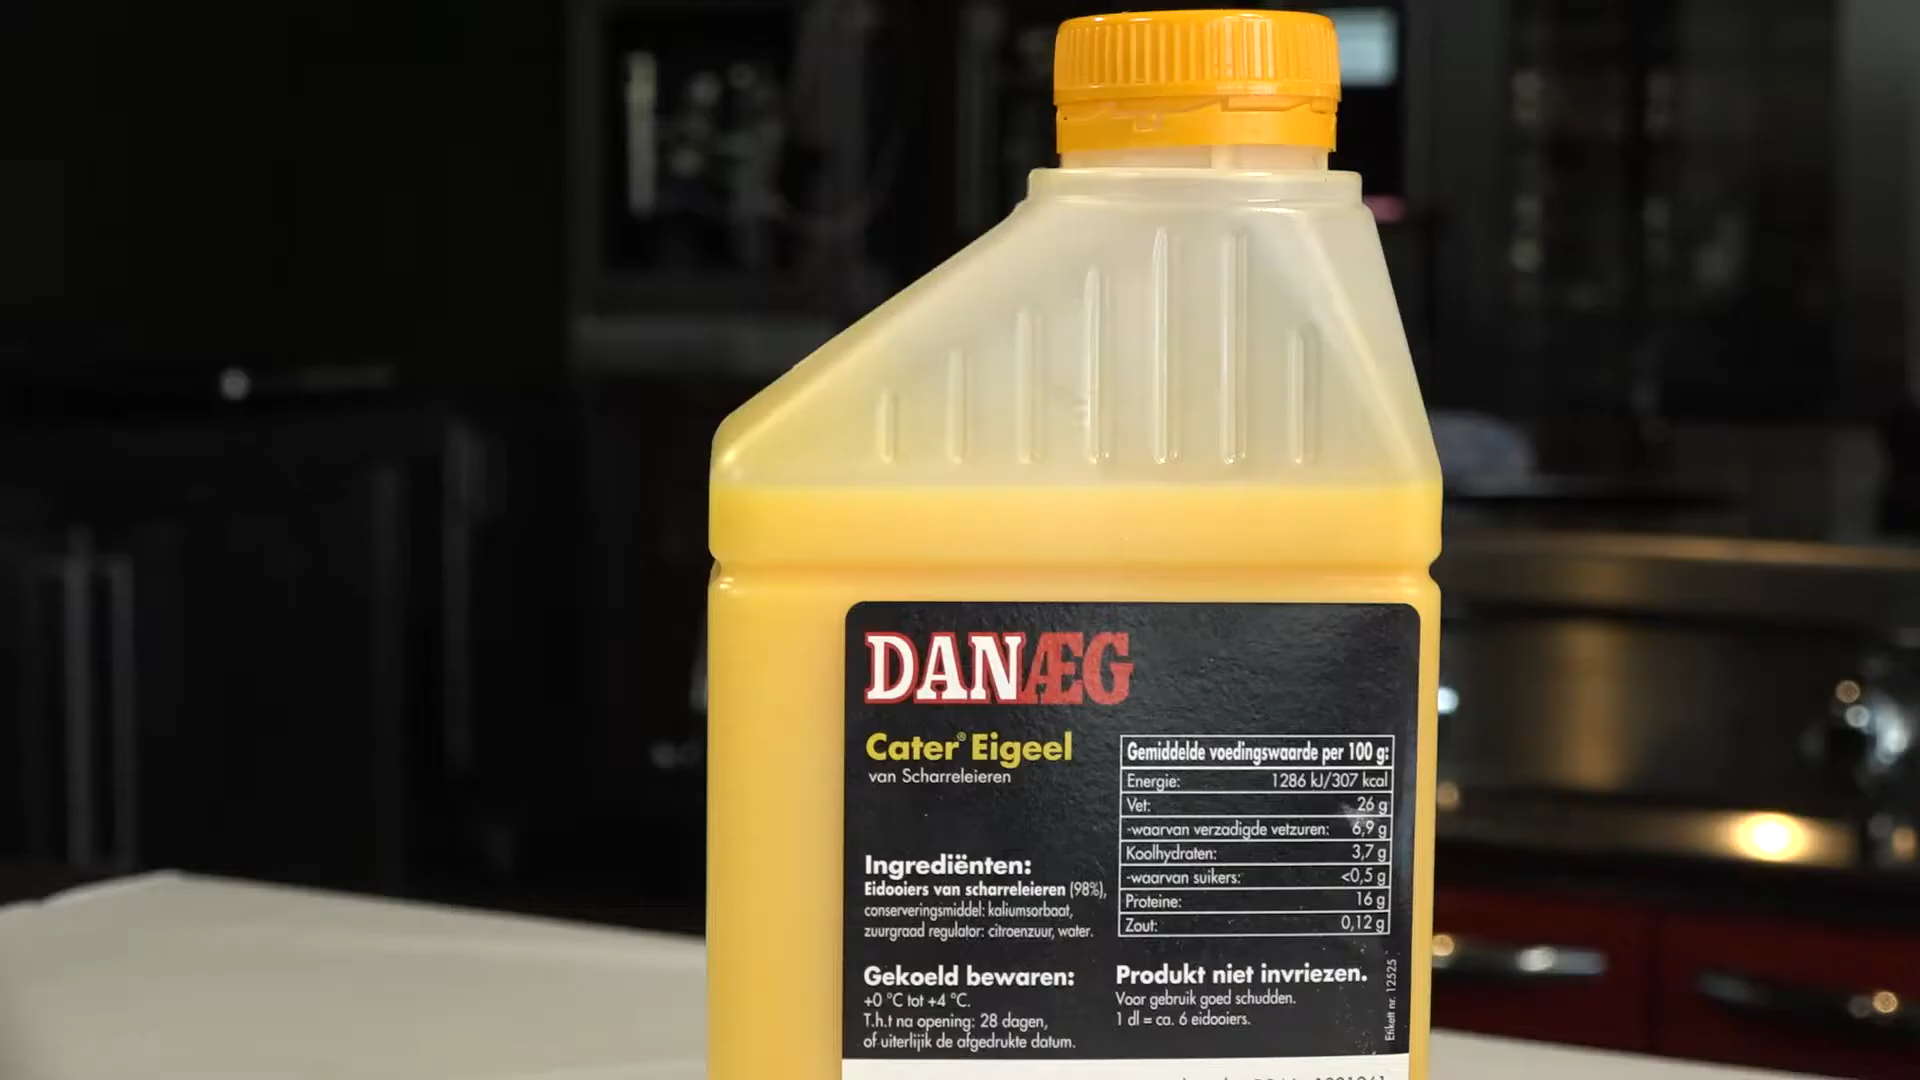 DANÆG
Cater® Eigeel
van Scharreleieren
Gemiddelde voedingswaarde per 100 g:
Energie: 1286 kJ/307 kcal
Vet: 26 g
-waarvan verzadigde vetzuren: 6,9 g
Koolhydraten: 3,7 g
-waarvan suikers: <0,5 g
Proteine: 16 g
Zout: 0,12 g
Ingrediënten:
Eidooiers van scharreleieren (98%),
conserveringsmiddel: kaliumsorbaat,
zuurgraad regulator: citroenzuur, water.
Gekoeld bewaren:
+0 °C tot +4 °C.
T.h.t na opening: 28 dagen,
of uiterlijk de afgedrukte datum.
Produkt niet invriezen.
Voor gebruik goed schudden.
1 dl = ca. 6 eidooiers.
Etikett nr. 12525